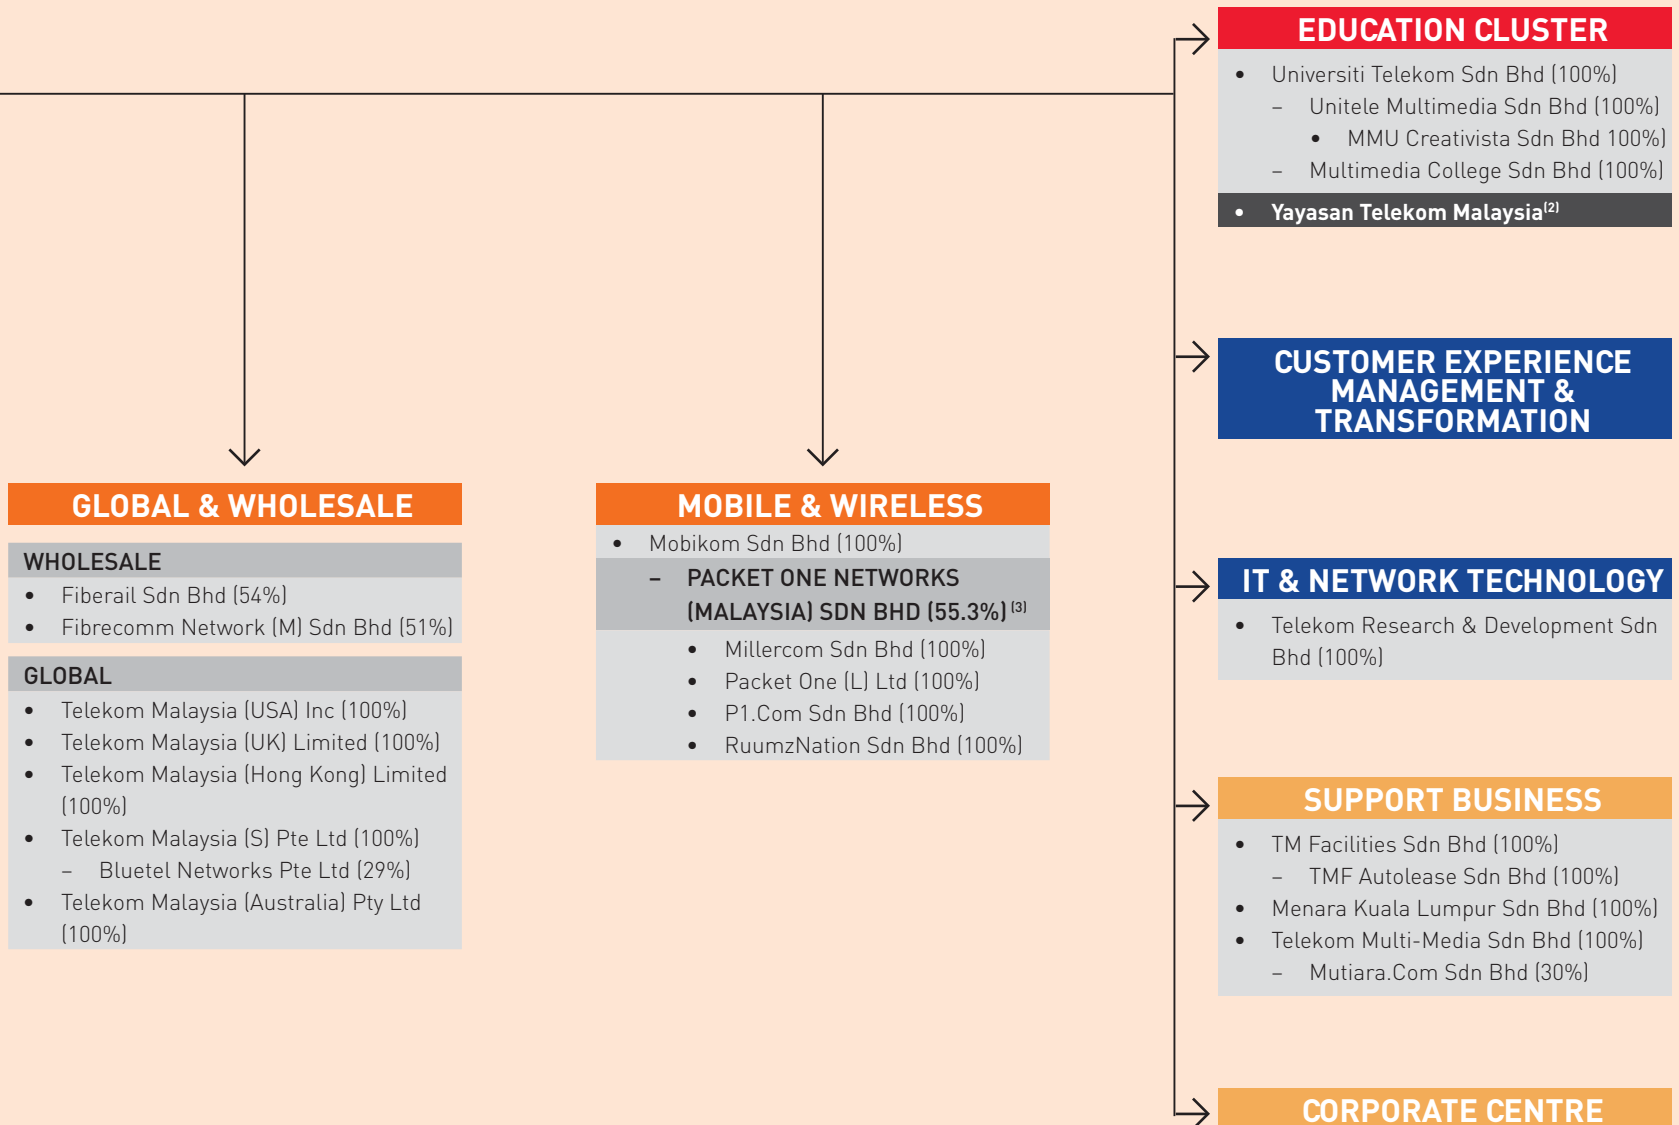 GLOBAL & WHOLESALE
WHOLESALE
• Fiberail Sdn Bhd (54%)
• Fibrecomm Network (M) Sdn Bhd (51%)
GLOBAL
• Telekom Malaysia (USA) Inc (100%)
• Telekom Malaysia (UK) Limited (100%)
• Telekom Malaysia (Hong Kong) Limited
(100%)
• Telekom Malaysia (S) Pte Ltd (100%)
– Bluetel Networks Pte Ltd (29%)
• Telekom Malaysia (Australia) Pty Ltd
(100%)
MOBILE & WIRELESS
• Mobikom Sdn Bhd (100%)
– PACKET ONE NETWORKS
(MALAYSIA) SDN BHD (55.3%) (3)
• Millercom Sdn Bhd (100%)
• Packet One (L) Ltd (100%)
• P1.Com Sdn Bhd (100%)
• RuumzNation Sdn Bhd (100%)
EDUCATION CLUSTER
• Universiti Telekom Sdn Bhd (100%)
– Unitele Multimedia Sdn Bhd (100%)
• MMU Creativista Sdn Bhd 100%)
– Multimedia College Sdn Bhd (100%)
• Yayasan Telekom Malaysia(2)
CUSTOMER EXPERIENCE
MANAGEMENT &
TRANSFORMATION
IT & NETWORK TECHNOLOGY
• Telekom Research & Development Sdn
Bhd (100%)
SUPPORT BUSINESS
• TM Facilities Sdn Bhd (100%)
– TMF Autolease Sdn Bhd (100%)
• Menara Kuala Lumpur Sdn Bhd (100%)
• Telekom Multi-Media Sdn Bhd (100%)
– Mutiara.Com Sdn Bhd (30%)
CORPORATE CENTRE